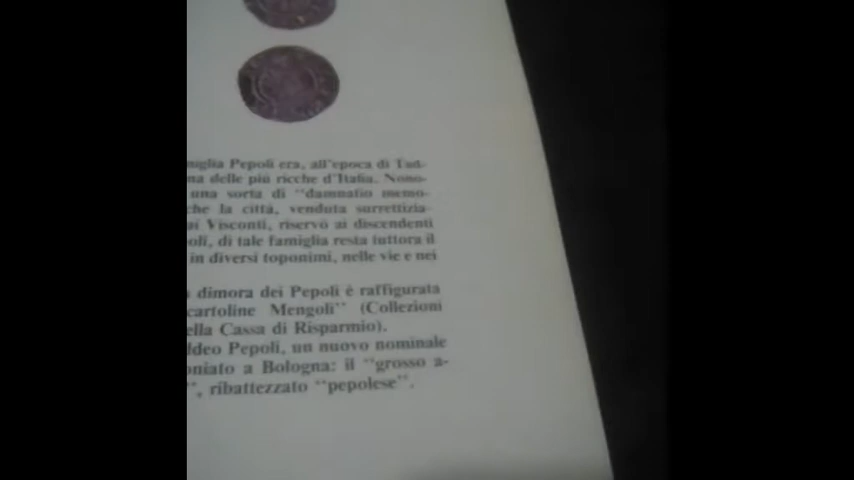 miglia Pepoli era, all'epoca di Tad-
na delle più ricche d'Italia. Nono-
una sorta di "damnatio memo-
che la città, venduta surrettizia-
ai Visconti, riservò ai discendenti
oli, di tale famiglia resta tuttora il
in diversi toponimi, nelle vie e nei
dimora dei Pepoli è raffigurata
cartoline Mengoli" (Collezioni
ella Cassa di Risparmio).
ddeo Pepoli, un nuovo nominale
oniato a Bologna: il "grosso a-
", ribattezzato "pepolese".